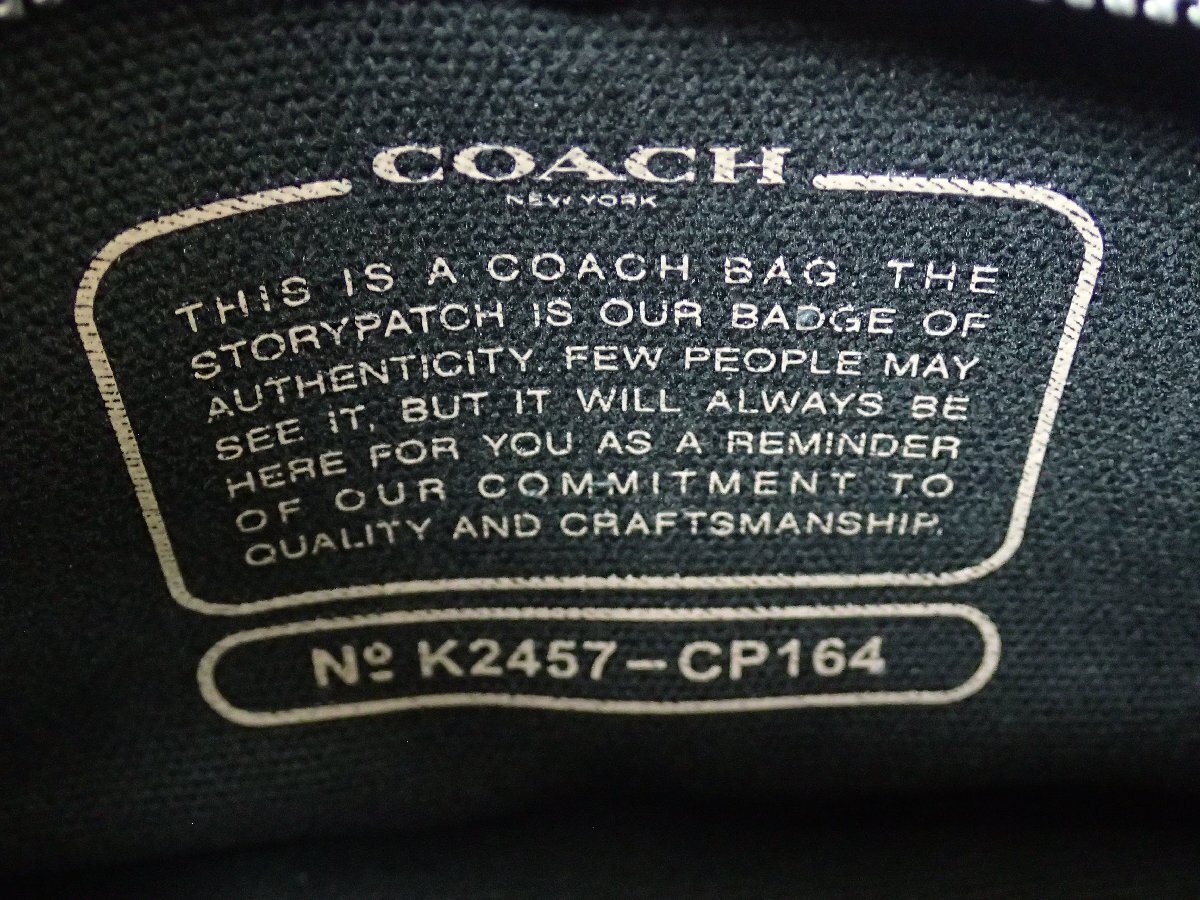 COACH
NEW YORK
THIS IS A COACH BAG. THE
STORYPATCH IS OUR BADGE OF
AUTHENTICITY. FEW PEOPLE MAY
SEE IT, BUT IT WILL ALWAYS BE
HERE FOR YOU AS A REMINDER
OF OUR COMMITMENT TO
QUALITY AND CRAFTSMANSHIP.
Nº K2457-CP164